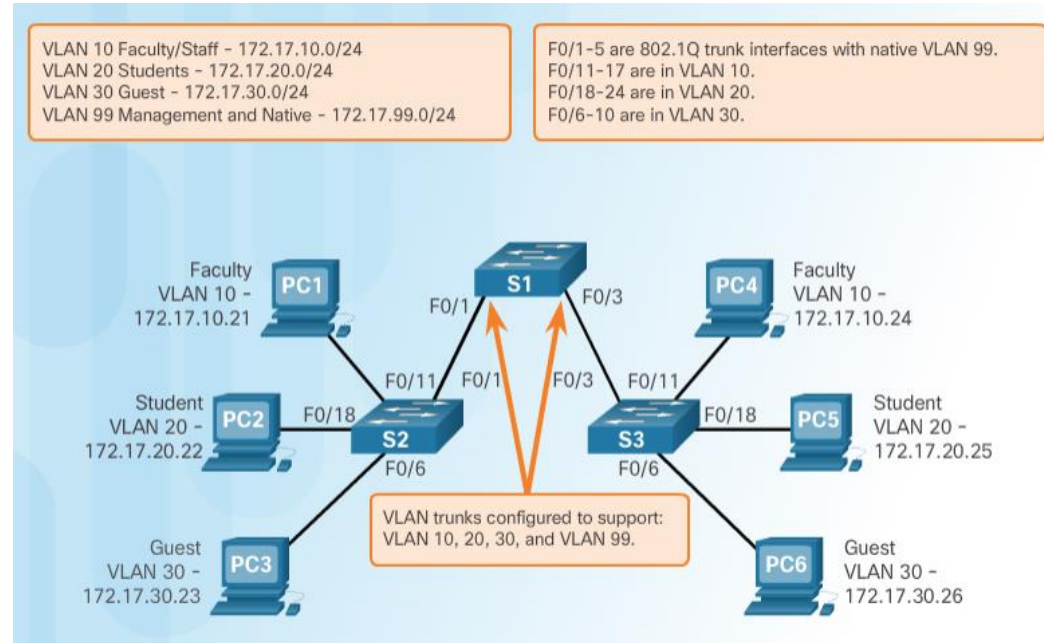 VLAN 10 Faculty/Staff - 172.17.10.0/24
VLAN 20 Students - 172.17.20.0/24
VLAN 30 Guest - 172.17.30.0/24
VLAN 99 Management and Native - 172.17.99.0/24
F0/1-5 are 802.1Q trunk interfaces with native VLAN 99.
F0/11-17 are in VLAN 10.
F0/18-24 are in VLAN 20.
F0/6-10 are in VLAN 30.
Faculty
VLAN 10 -
172.17.10.21
PC1
S1
F0/1
F0/3
PC4
Faculty
VLAN 10 -
172.17.10.24
F0/11
F0/1
F0/3
F0/11
Student
VLAN 20 -
172.17.20.22
PC2
F0/18
S2
S3
F0/18
PC5
Student
VLAN 20 -
172.17.20.25
F0/6
F0/6
VLAN trunks configured to support:
VLAN 10, 20, 30, and VLAN 99.
Guest
VLAN 30 -
172.17.30.23
PC3
PC6
Guest
VLAN 30 -
172.17.30.26